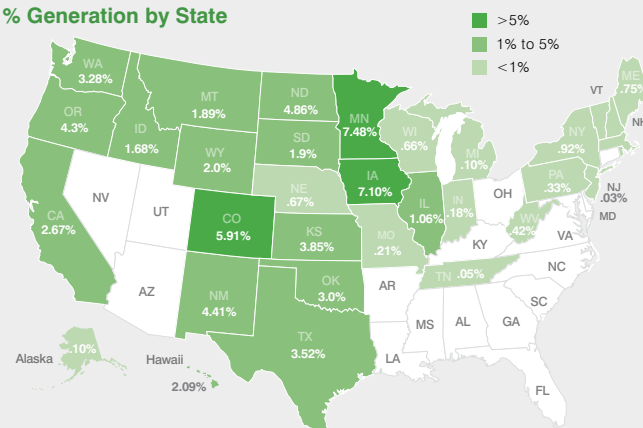 % Generation by State
>5%
1% to 5%
<1%
WA
3.28%
OR
4.3%
ID
1.68%
MT
1.89%
ND
4.86%
MN
7.48%
WI
.66%
MI
.10%
VT
ME
.75%
NH
NY
.92%
SD
1.9%
WY
2.0%
IA
7.10%
NE
.67%
PA
.33%
NJ
.03%
MD
OH
IN
.18%
IL
1.06%
WV
.42%
VA
NV
UT
CA
2.67%
CO
5.91%
KS
3.85%
MO
.21%
KY
NC
TN .05%
OK
3.0%
AR
SC
AZ
NM
4.41%
MS
AL
GA
TX
3.52%
LA
FL
Alaska
.10%
Hawaii
2.09%